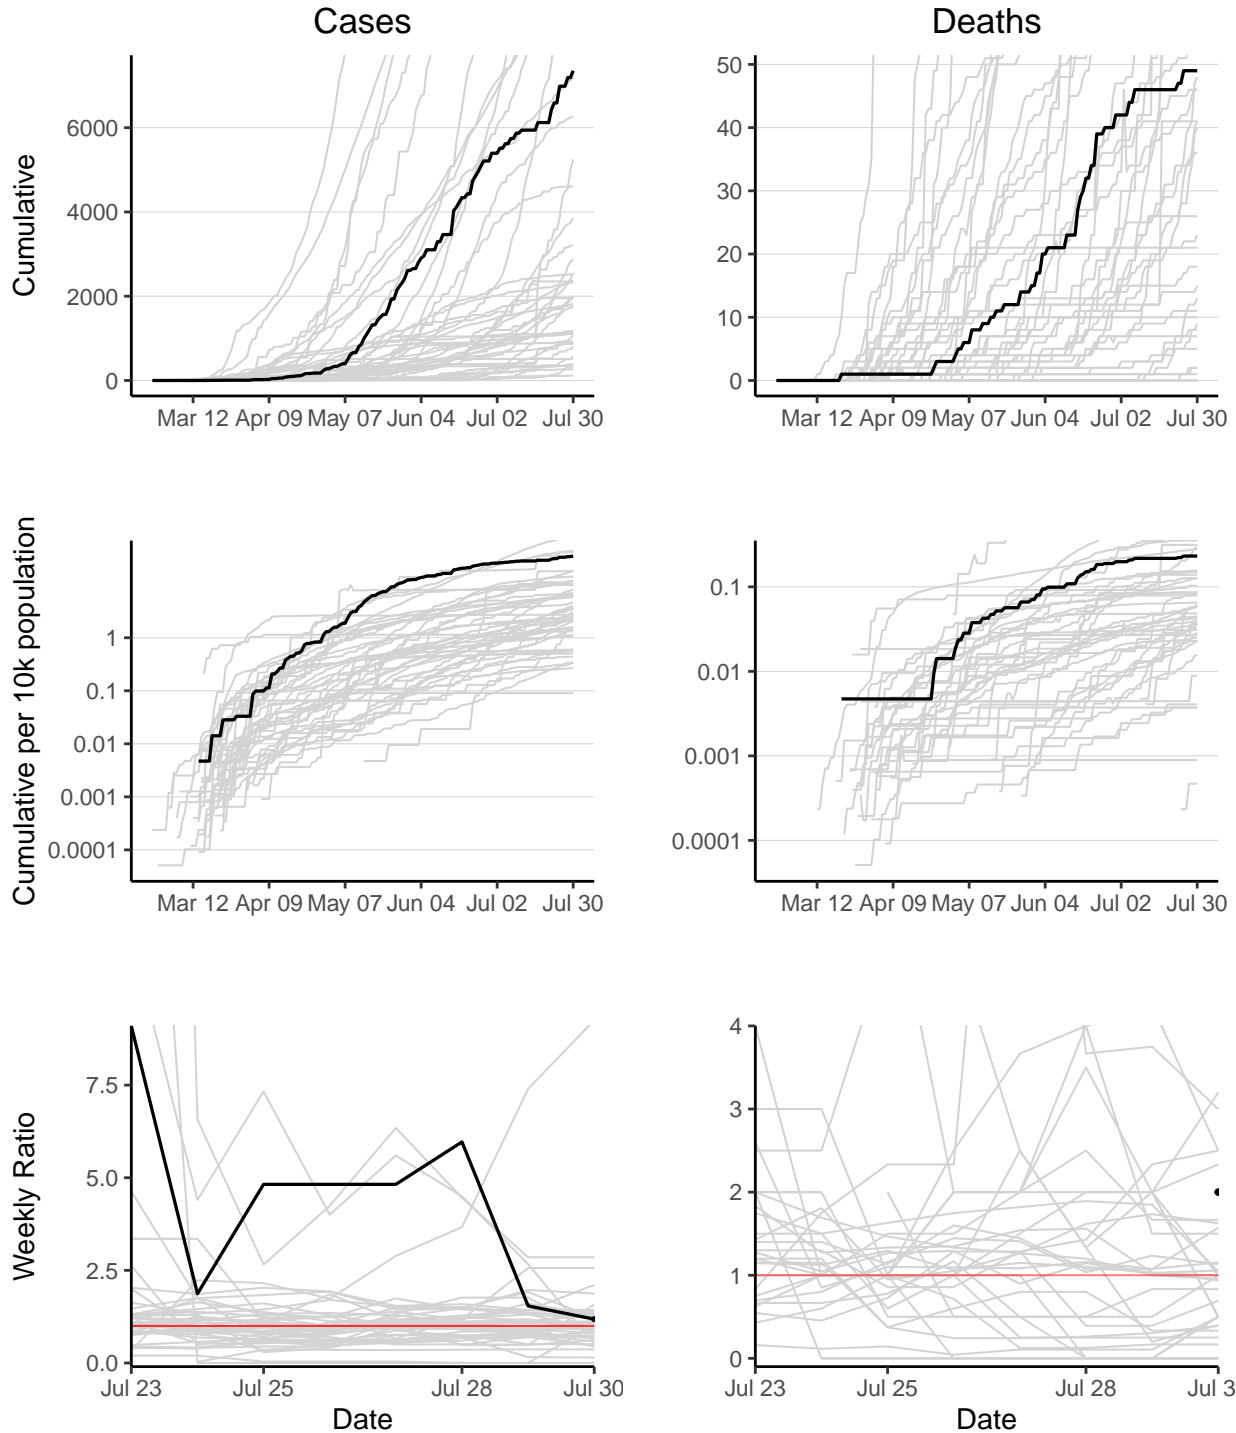 Cases
Deaths
Cumulative
6000
4000
2000
0
Mar 12 Apr 09 May 07 Jun 04 Jul 02 Jul 30
50
40
30
20
10
0
Mar 12 Apr 09 May 07 Jun 04 Jul 02 Jul 30
Cumulative per 10k population
1
0.1
0.01
0.001
0.0001
Mar 12 Apr 09 May 07 Jun 04 Jul 02 Jul 30
0.1
0.01
0.001
0.0001
Mar 12 Apr 09 May 07 Jun 04 Jul 02 Jul 30
Weekly Ratio
7.5
5.0
2.5
0.0
Jul 23 Jul 25 Jul 28 Jul 30
Date
4
3
2
1
0
Jul 23 Jul 25 Jul 28 Jul 3
Date